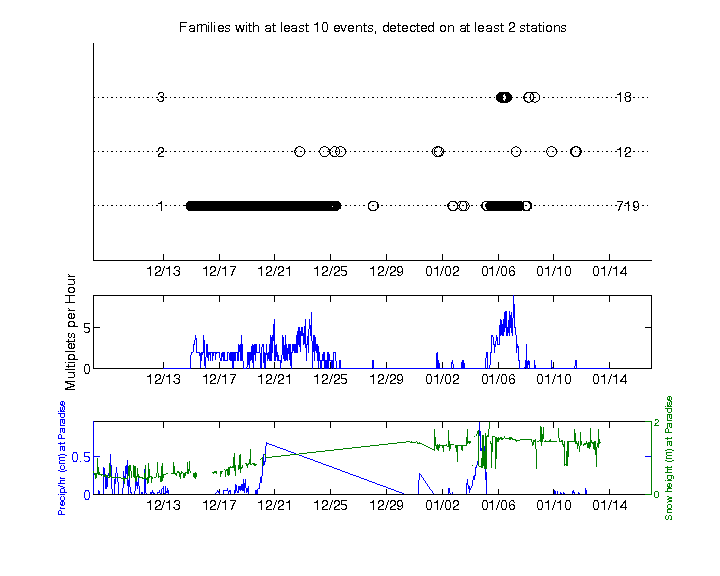 Families with at least 10 events, detected on at least 2 stations
3 18
2 12
1 719
12/13 12/17 12/21 12/25 12/29 01/02 01/06 01/10 01/14
Multiplets per Hour
5
0
12/13 12/17 12/21 12/25 12/29 01/02 01/06 01/10 01/14
Precip/hr (cm) at Paradise
0.5
0
2
1
0
Snow height (m) at Paradise
12/13 12/17 12/21 12/25 12/29 01/02 01/06 01/10 01/14